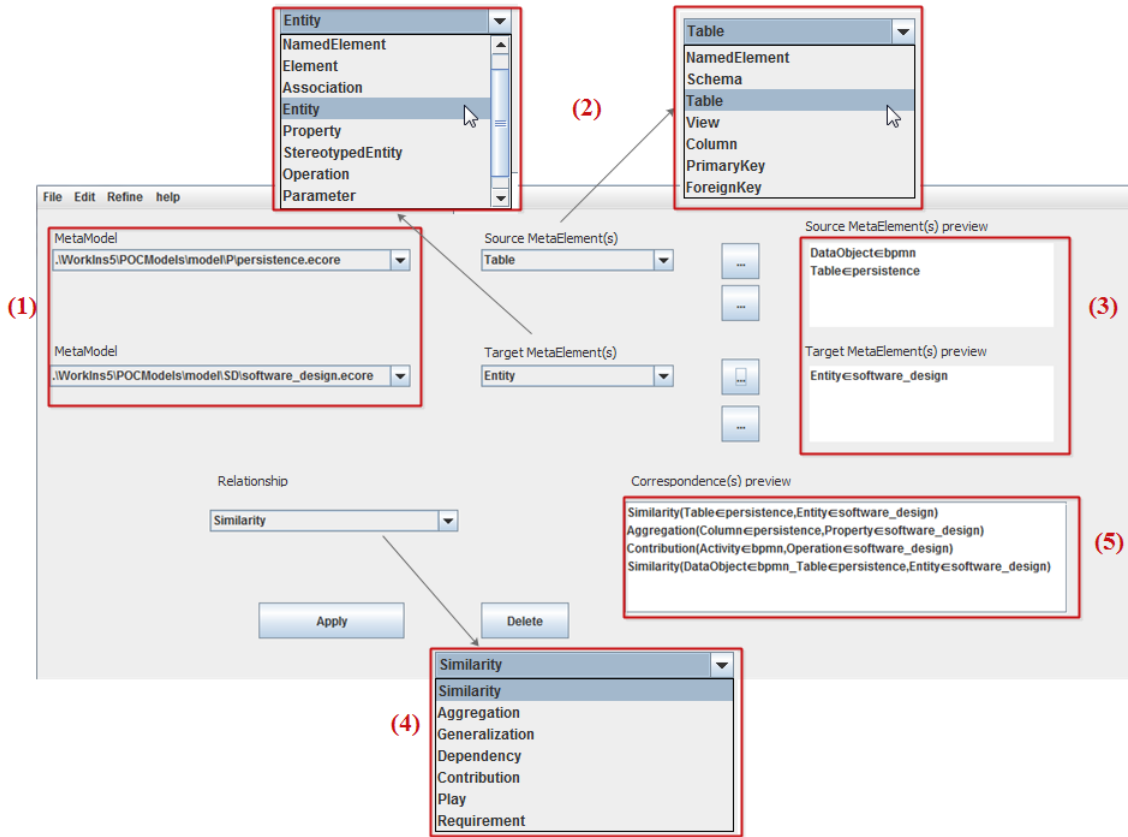 Entity
NamedElement
Element
Association
Entity
Property
StereotypedEntity
Operation
Parameter
(2)
Table
NamedElement
Schema
Table
View
Column
PrimaryKey
ForeignKey
File Edit Refine help
(1)
MetaModel
.\WorkIns5\POCModels\model\P\persistence.ecore
MetaModel
.\WorkIns5\POCModels\model\SD\software_design.ecore
Source MetaElement(s)
Table
...
...
Target MetaElement(s)
Entity
...
...
Source MetaElement(s) preview
DataObject∈bpmn
Table∈persistence
(3)
Target MetaElement(s) preview
Entity∈software_design
Relationship
Similarity
Correspondence(s) preview
Similarity(Table∈persistence,Entity∈software_design)
Aggregation(Column∈persistence,Property∈software_design)
Contribution(Activity∈bpmn,Operation∈software_design)
Similarity(DataObject∈bpmn_Table∈persistence,Entity∈software_design)
(5)
Apply
Delete
(4)
Similarity
Similarity
Aggregation
Generalization
Dependency
Contribution
Play
Requirement